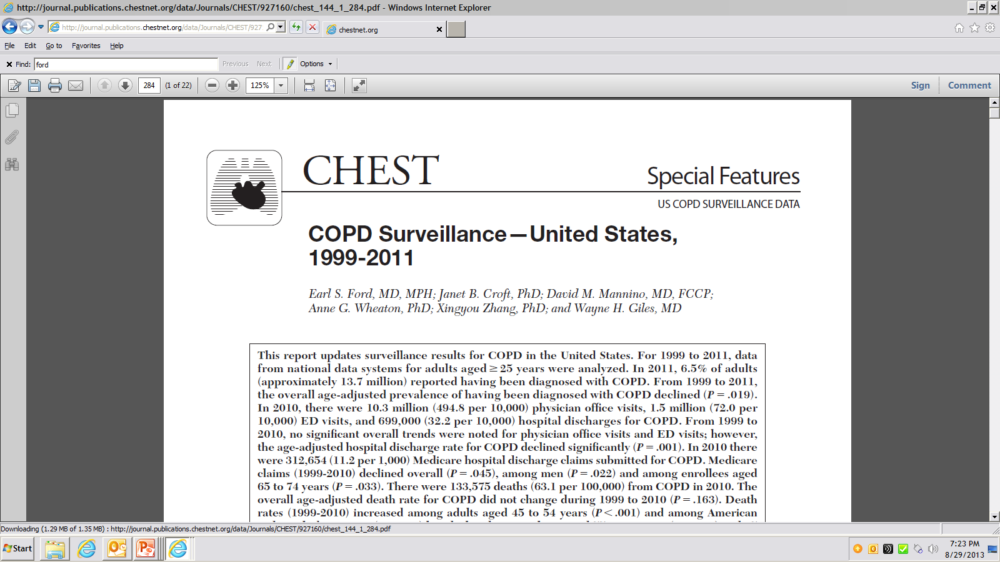 http://journal.publications.chestnet.org/data/Journals/CHEST/927160/chest_144_1_284.pdf - Windows Internet Explorer
http://journal.publications.chestnet.org/data/Journals/CHEST/927
chestnet.org
File Edit Go to Favorites Help
Find: ford Previous Next Options
284 (1 of 22) 125% Sign Comment
CHEST
Special Features
US COPD SURVEILLANCE DATA
COPD Surveillance—United States,
1999-2011
Earl S. Ford, MD, MPH; Janet B. Croft, PhD; David M. Mannino, MD, FCCP;
Anne G. Wheaton, PhD; Xingyou Zhang, PhD; and Wayne H. Giles, MD
This report updates surveillance results for COPD in the United States. For 1999 to 2011, data
from national data systems for adults aged ≥ 25 years were analyzed. In 2011, 6.5% of adults
(approximately 13.7 million) reported having been diagnosed with COPD. From 1999 to 2011,
the overall age-adjusted prevalence of having been diagnosed with COPD declined (P = .019).
In 2010, there were 10.3 million (494.8 per 10,000) physician office visits, 1.5 million (72.0 per
10,000) ED visits, and 699,000 (32.2 per 10,000) hospital discharges for COPD. From 1999 to
2010, no significant overall trends were noted for physician office visits and ED visits; however,
the age-adjusted hospital discharge rate for COPD declined significantly (P = .001). In 2010 there
were 312,654 (11.2 per 1,000) Medicare hospital discharge claims submitted for COPD. Medicare
claims (1999-2010) declined overall (P = .045), among men (P = .022) and among enrollees aged
65 to 74 years (P = .033). There were 133,575 deaths (63.1 per 100,000) from COPD in 2010. The
overall age-adjusted death rate for COPD did not change during 1999 to 2010 (P = .163). Death
rates (1999-2010) increased among adults aged 45 to 54 years (P < .001) and among American
Downloading (1.29 MB of 1.35 MB) : http://journal.publications.chestnet.org/data/Journals/CHEST/927160/chest_144_1_284.pdf
Start
7:23 PM
8/29/2013